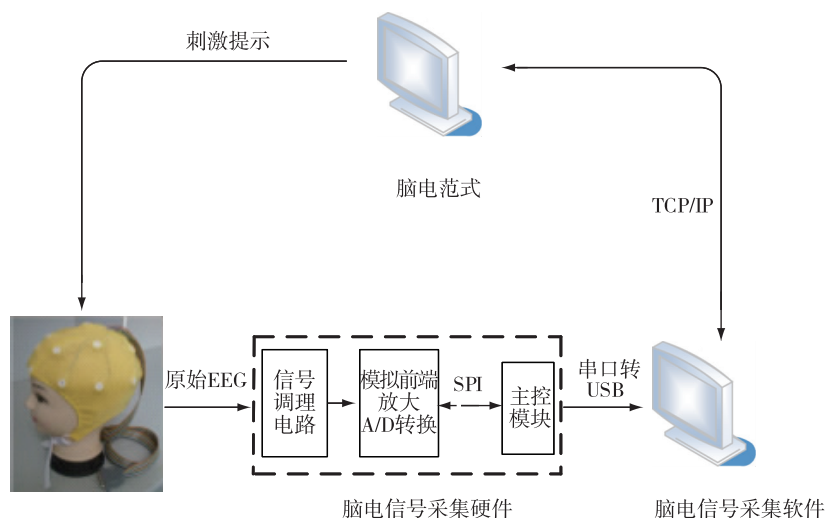 刺激提示
脑电范式
TCP/IP
原始EEG
信号
调理
电路
模拟前端
放大
A/D转换
SPI
主控
模块
串口转
USB
脑电信号采集硬件
脑电信号采集软件